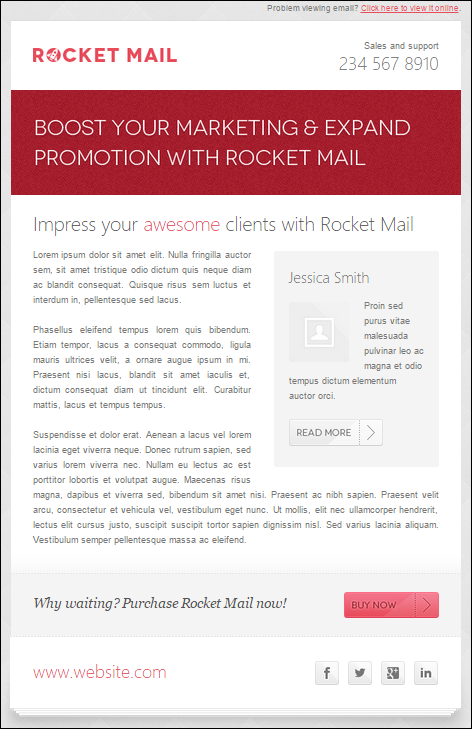 Problem viewing email? Click here to view it online.
ROCKET MAIL
Sales and support
234 567 8910
BOOST YOUR MARKETING & EXPAND
PROMOTION WITH ROCKET MAIL
Impress your awesome clients with Rocket Mail
Lorem ipsum dolor sit amet elit. Nulla fringilla auctor
sem, sit amet tristique odio dictum quis neque diam
ac blandit consequat. Quisque risus sem luctus et
interdum in, pellentesque sed lacus.
Phasellus eleifend tempus lorem quis bibendum.
Etiam tempor, lacus a consequat commodo, ligula
mauris ultrices velit, a ornare augue ipsum in mi.
Praesent nisi lacus, blandit sit amet iaculis et,
dictum consequat diam ut tincidunt elit. Curabitur
mattis, lacus et tempus tempus.
Suspendisse et dolor erat. Aenean a lacus vel lorem
lacinia eget viverra neque. Donec rutrum sapien, sed
varius lorem viverra nec. Nullam eu lectus ac est
porttitor lobortis et volutpat augue. Maecenas risus
magna, dapibus et viverra sed, bibendum sit amet nisi. Praesent ac nibh sapien. Praesent velit
arcu, consectetur et vehicula vel, vestibulum eget nunc. Ut mollis, elit nec ullamcorper hendrerit,
lectus elit cursus justo, suscipit suscipit tortor sapien dignissim nisl. Sed varius lacinia aliquam.
Vestibulum semper pellentesque massa ac eleifend.
Jessica Smith
Proin sed
purus vitae
malesuada
pulvinar leo ac
magna et odio
tempus dictum elementum
auctor orci.
READ MORE
Why waiting? Purchase Rocket Mail now!
BUY NOW
www.website.com